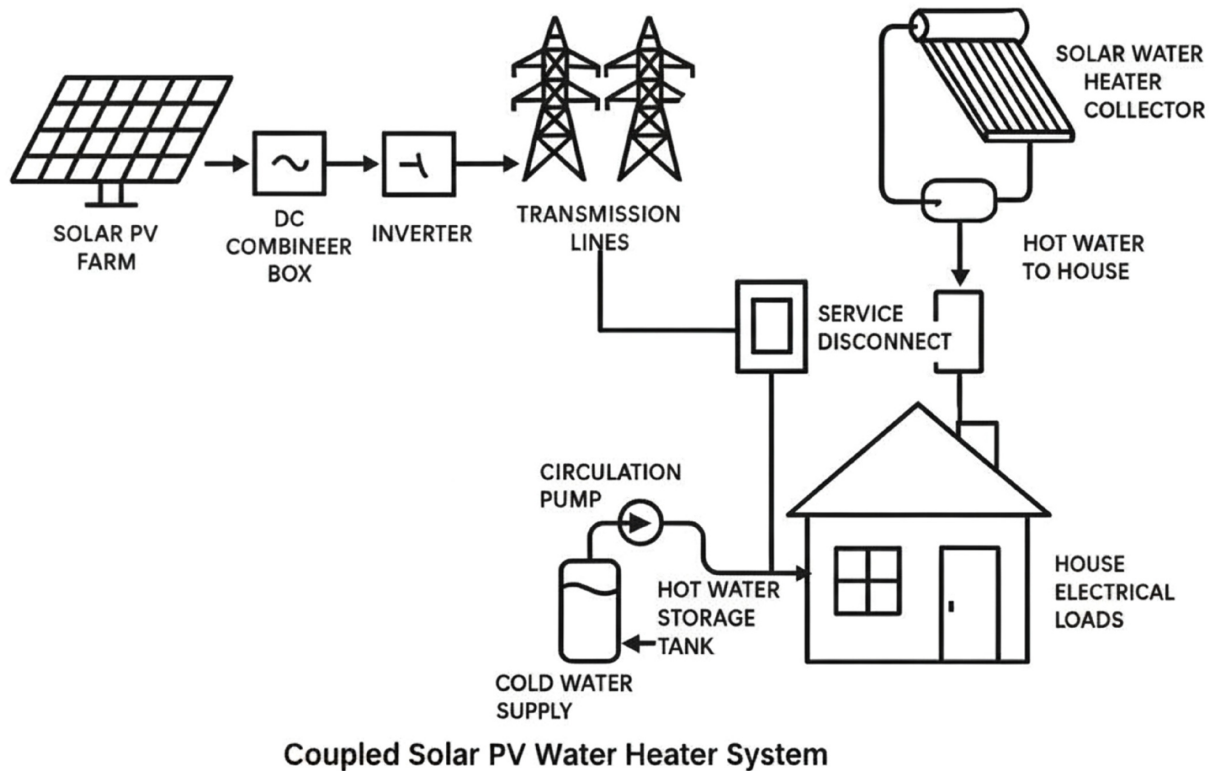 SOLAR PV
FARM
DC
COMBINEER
BOX
INVERTER
TRANSMISSION
LINES
SOLAR WATER
HEATER
COLLECTOR
HOT WATER
TO HOUSE
SERVICE
DISCONNECT
CIRCULATION
PUMP
HOT WATER
STORAGE
TANK
COLD WATER
SUPPLY
HOUSE
ELECTRICAL
LOADS
Coupled Solar PV Water Heater System